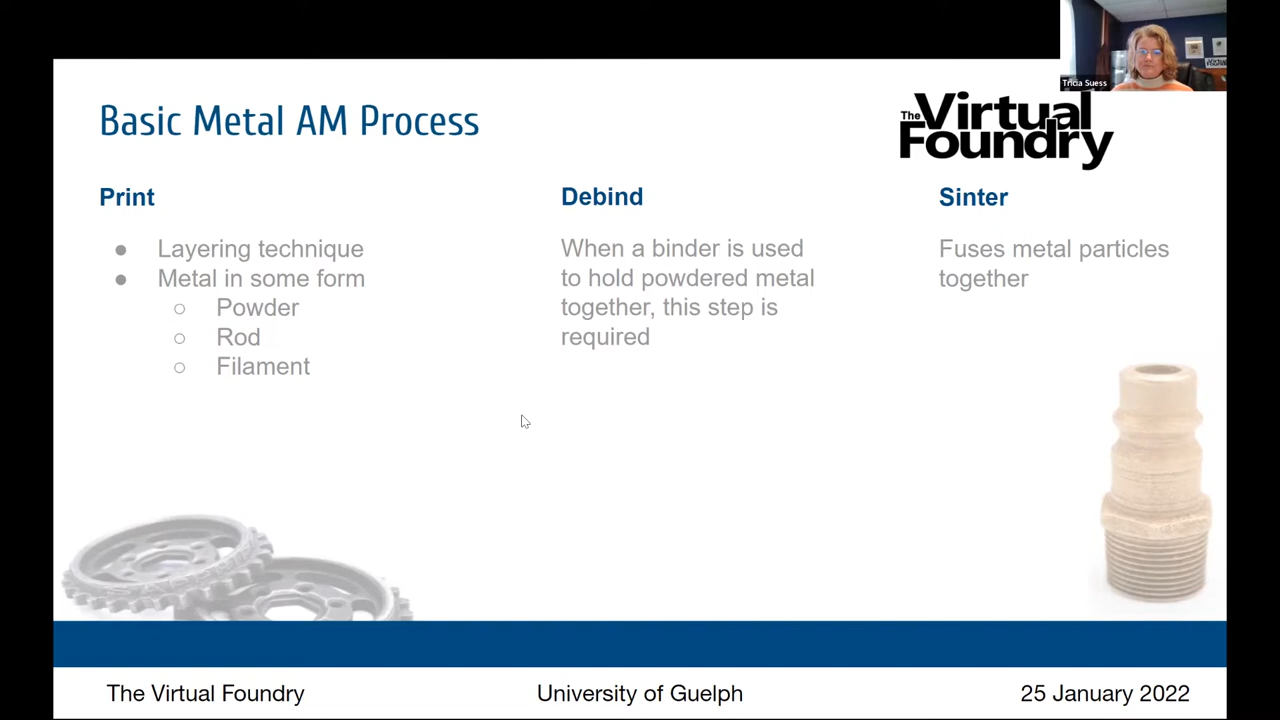 Tricia Suess
Basic Metal AM Process
The Virtual
Foundry
Print
● Layering technique
● Metal in some form
○ Powder
○ Rod
○ Filament
Debind
When a binder is used
to hold powdered metal
together, this step is
required
Sinter
Fuses metal particles
together
The Virtual Foundry
University of Guelph
25 January 2022